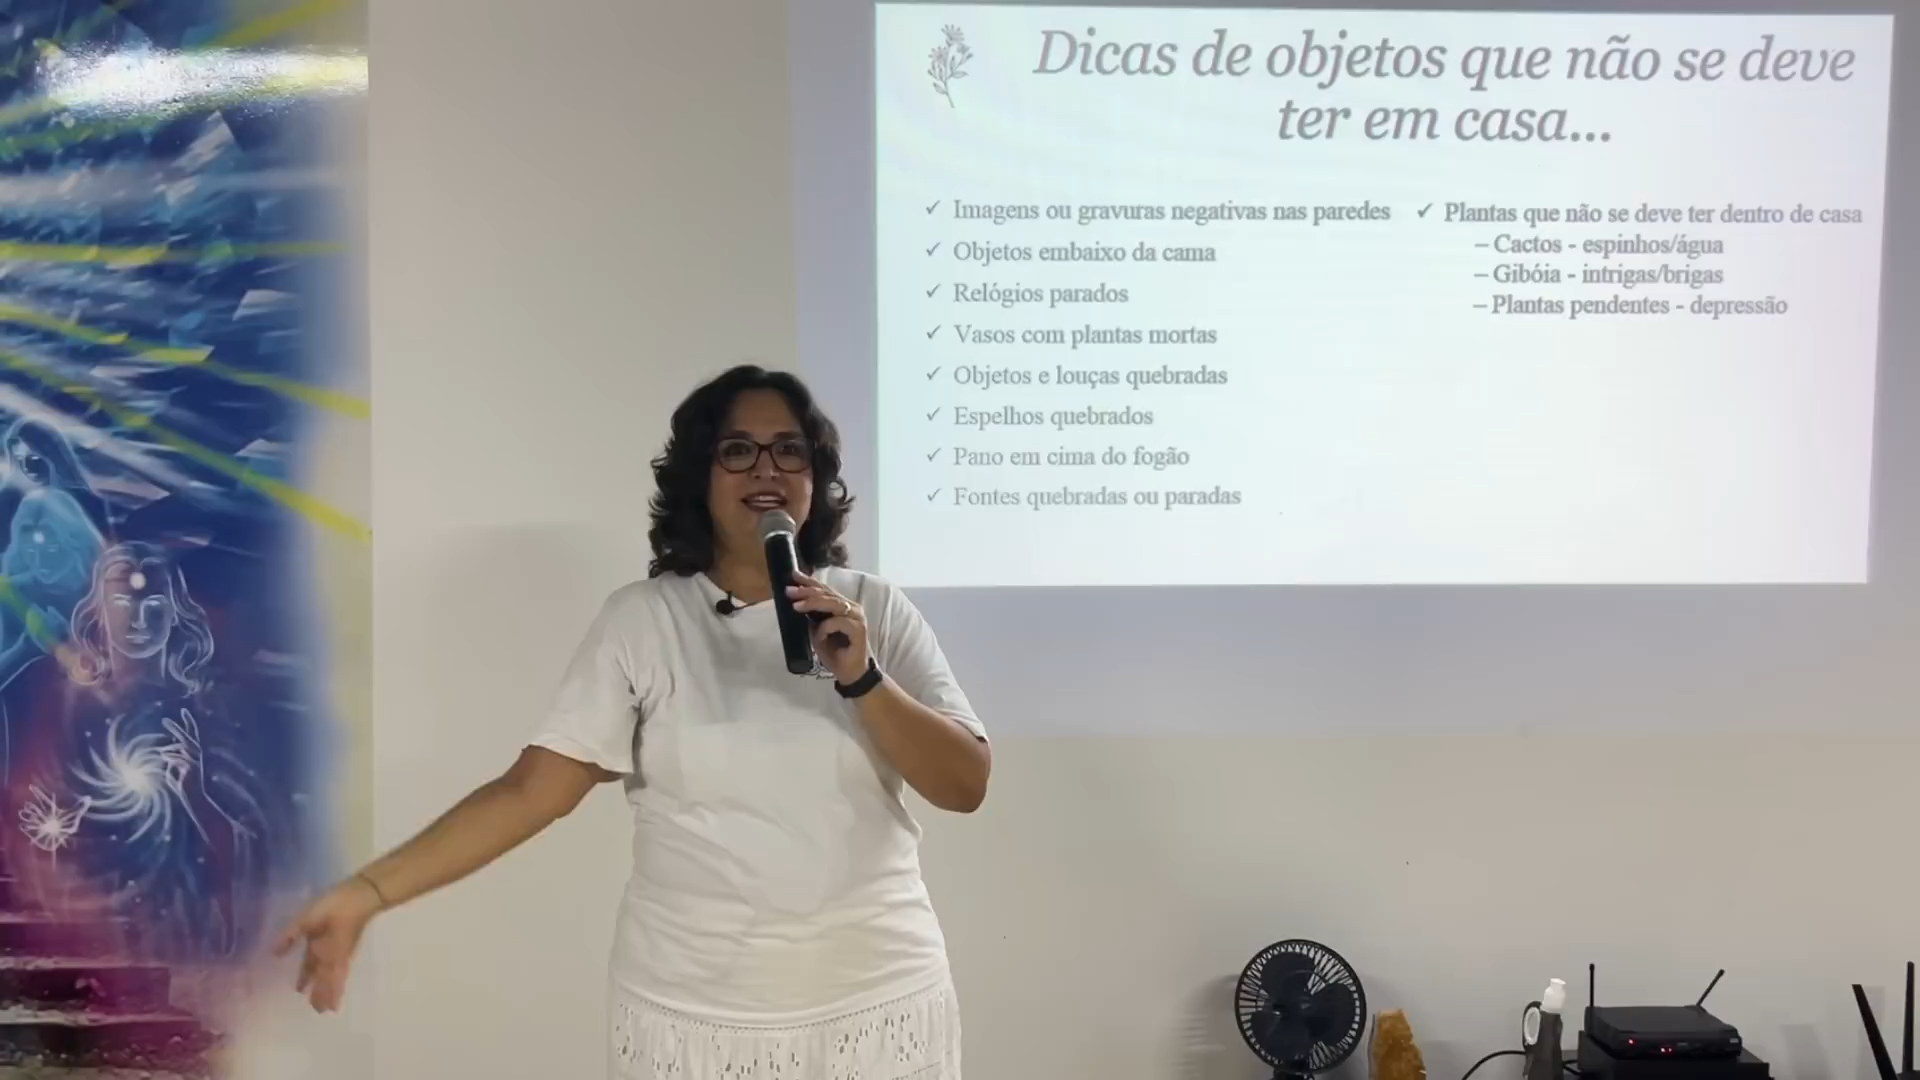 Dicas de objetos que não se deve
ter em casa...
✓ Imagens ou gravuras negativas nas paredes
✓ Objetos embaixo da cama
✓ Relógios parados
✓ Vasos com plantas mortas
✓ Objetos e louças quebradas
✓ Espelhos quebrados
✓ Pano em cima do fogão
✓ Fontes quebradas ou paradas
✓ Plantas que não se deve ter dentro de casa
– Cactos - espinhos/água
– Gibóia - intrigas/brigas
– Plantas pendentes - depressão